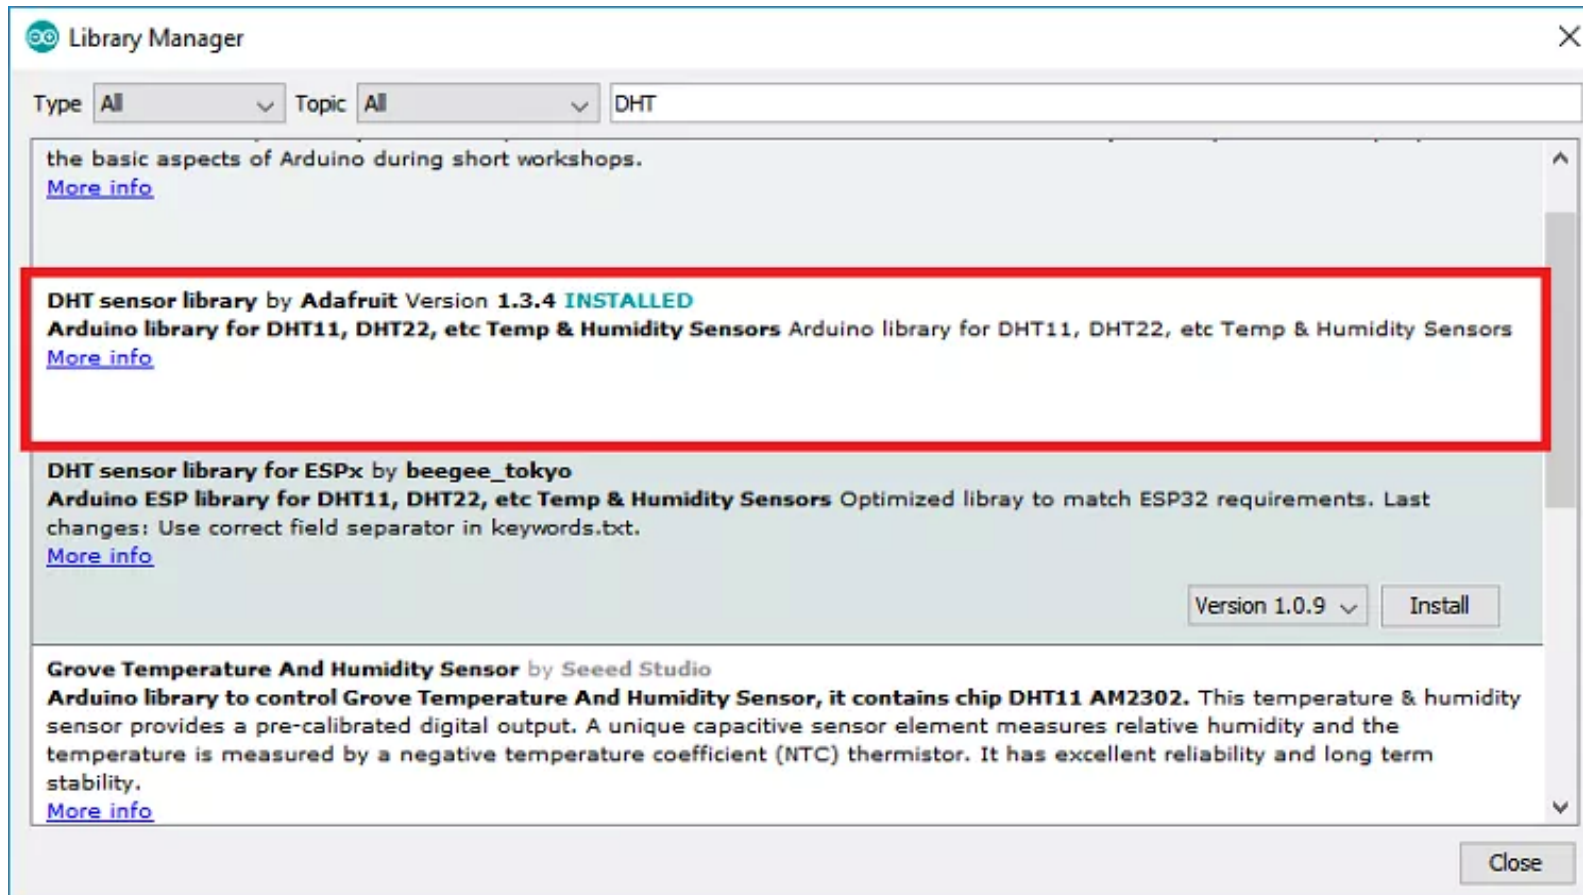 Library Manager
Type All Topic All DHT
the basic aspects of Arduino during short workshops.
More info
DHT sensor library by Adafruit Version 1.3.4 INSTALLED
Arduino library for DHT11, DHT22, etc Temp & Humidity Sensors Arduino library for DHT11, DHT22, etc Temp & Humidity Sensors
More info
DHT sensor library for ESPx by beegee_tokyo
Arduino ESP library for DHT11, DHT22, etc Temp & Humidity Sensors Optimized libray to match ESP32 requirements. Last
changes: Use correct field separator in keywords.txt.
More info
Version 1.0.9 Install
Grove Temperature And Humidity Sensor by Seeed Studio
Arduino library to control Grove Temperature And Humidity Sensor, it contains chip DHT11 AM2302. This temperature & humidity
sensor provides a pre-calibrated digital output. A unique capacitive sensor element measures relative humidity and the
temperature is measured by a negative temperature coefficient (NTC) thermistor. It has excellent reliability and long term
stability.
More info
Close